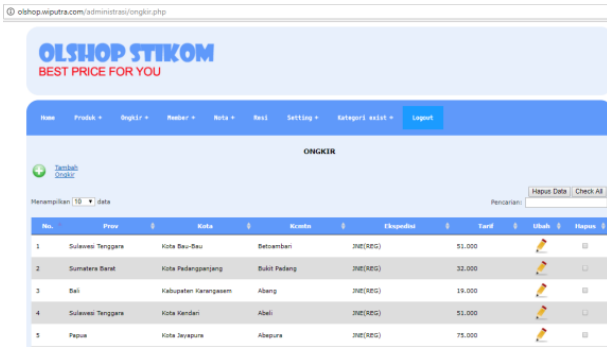 olshop.wiputra.com/administrasi/ongkir.php
OLSHOP STIKOM
BEST PRICE FOR YOU
Home Produk + Ongkir + Member + Nota + Resi Setting + Kategori exist + Logout
ONGKIR
Tambah
Ongkir
Hapus Data Check All
Menampilkan 10 data Pencarian:
No. Prov Kota Kcmtn Ekspedisi Tarif Ubah Hapus
1 Sulawesi Tenggara Kota Bau-Bau Betoambari JNE(REG) 51.000
2 Sumatera Barat Kota Padangpanjang Bukit Padang JNE(REG) 32.000
3 Bali Kabupaten Karangasem Abang JNE(REG) 19.000
4 Sulawesi Tenggara Kota Kendari Abeli JNE(REG) 51.000
5 Papua Kota Jayapura Abepura JNE(REG) 75.000